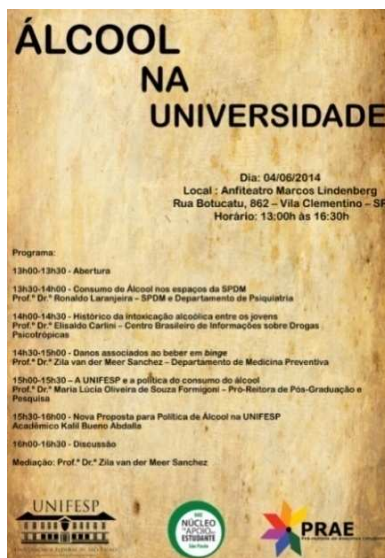 ÁLCOOL
NA
UNIVERSIDADE
Dia: 04/06/2014
Local : Anfiteatro Marcos Lindenberg
Rua Botucatu, 862 – Vila Clementino – SP
Horário: 13:00h às 16:30h
Programa:
13h00-13h30 - Abertura
13h30-14h00 - Consumo de Álcool nos espaços da SPDM
Prof.º Dr.º Ronaldo Laranjeira – SPDM e Departamento de Psiquiatria
14h00-14h30 - Histórico da intoxicação alcoólica entre os jovens
Prof.º Dr.º Elisaldo Carlini – Centro Brasileiro de Informações sobre Drogas
Psicotrópicas
14h30-15h00 - Danos associados ao beber em binge
Prof.ª Dr.ª Zila van der Meer Sanchez – Departamento de Medicina Preventiva
15h00-15h30 – A UNIFESP e a política do consumo do álcool
Prof.ª Dr.ª Maria Lúcia Oliveira de Souza Formigoni – Pró-Reitora de Pós-Graduação e
Pesquisa
15h30-16h00 - Nova Proposta para Política de Álcool na UNIFESP
Acadêmico Kalil Bueno Abdalla
16h00-16h30 - Discussão
Mediação: Prof.ª Dr.ª Zila van der Meer Sanchez
UNIFESP
NÚCLEO
APOIO
ESTUDANTE
São Paulo
PRAE